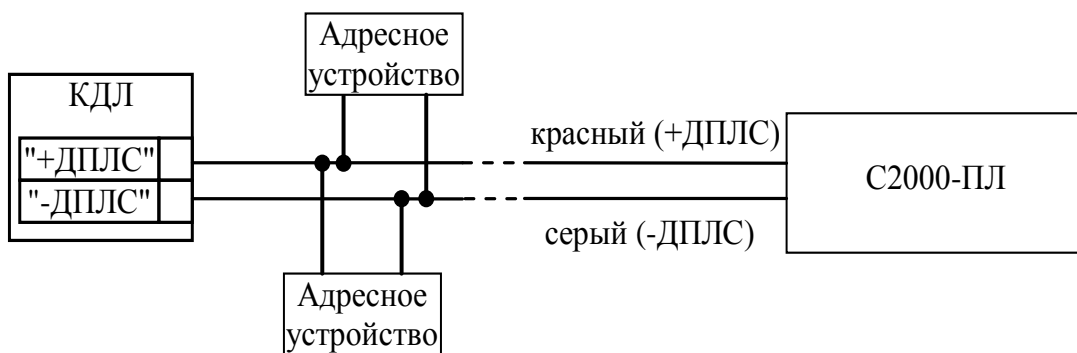 Адресное
устройство
КДЛ
"+ДПЛС"
"-ДПЛС"
красный (+ДПЛС)
С2000-ПЛ
серый (-ДПЛС)
Адресное
устройство